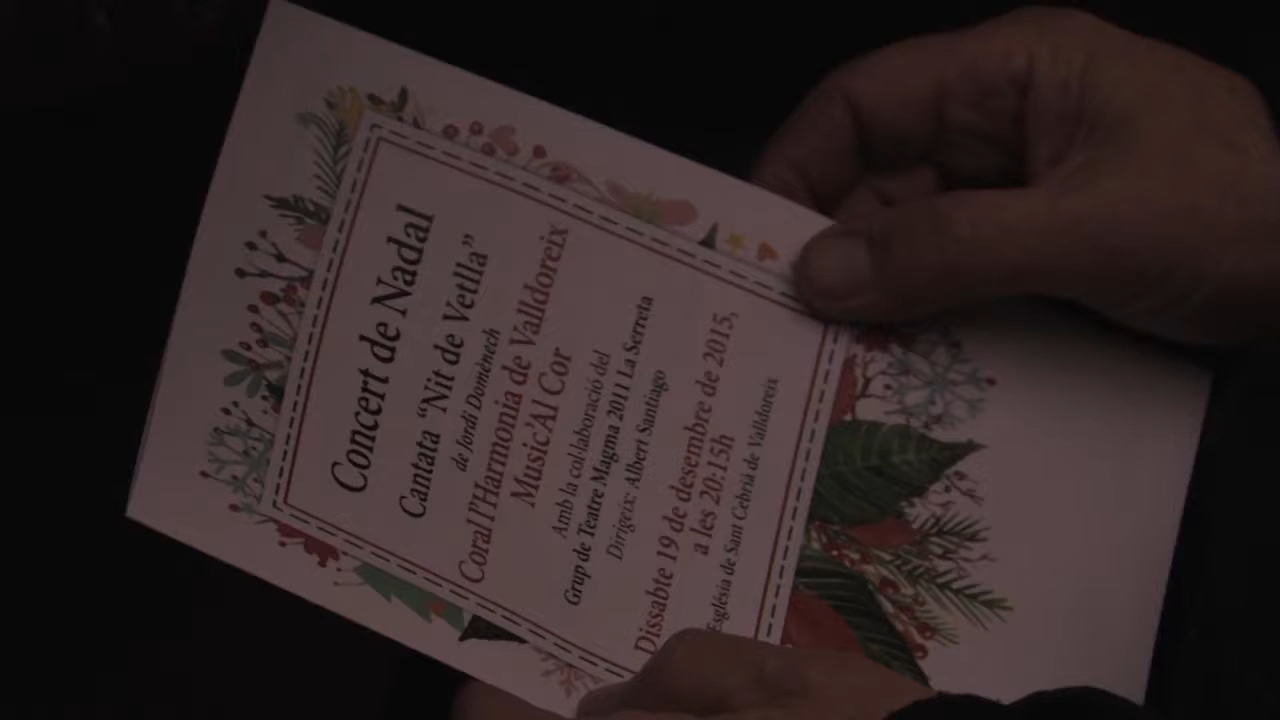 Concert de Nadal
Cantata “Nit de Vetlla”
de Jordi Domènech
Coral l'Harmonia de Valldoreix
Music'Al Cor
Amb la col·laboració del
Grup de Teatre Magma 2011 La Serreta
Dirigeix: Albert Santiago
Dissabte 19 de desembre de 2015,
a les 20:15h
Església de Sant Cebrià de Valldoreix